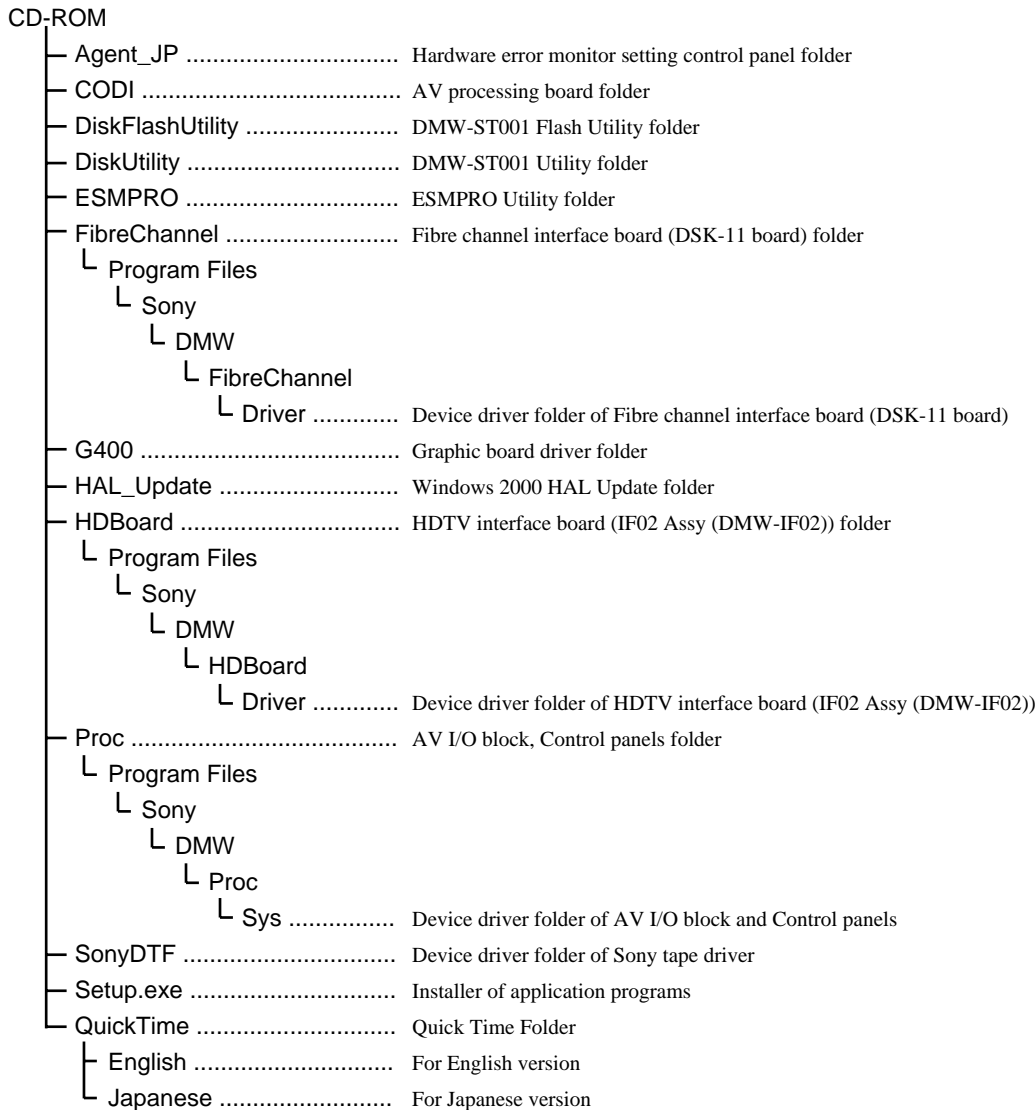 CD-ROM
Agent_JP ................................ Hardware error monitor setting control panel folder
CODI ....................................... AV processing board folder
DiskFlashUtility ....................... DMW-ST001 Flash Utility folder
DiskUtility ................................ DMW-ST001 Utility folder
ESMPRO ................................ ESMPRO Utility folder
FibreChannel .......................... Fibre channel interface board (DSK-11 board) folder
Program Files
Sony
DMW
FibreChannel
Driver ............. Device driver folder of Fibre channel interface board (DSK-11 board)
G400 ....................................... Graphic board driver folder
HAL_Update ........................... Windows 2000 HAL Update folder
HDBoard ................................. HDTV interface board (IF02 Assy (DMW-IF02)) folder
Program Files
Sony
DMW
HDBoard
Driver ............. Device driver folder of HDTV interface board (IF02 Assy (DMW-IF02))
Proc ........................................ AV I/O block, Control panels folder
Program Files
Sony
DMW
Proc
Sys ................ Device driver folder of AV I/O block and Control panels
SonyDTF ................................ Device driver folder of Sony tape driver
Setup.exe ............................... Installer of application programs
QuickTime .............................. Quick Time Folder
English .............................. For English version
Japanese .......................... For Japanese version